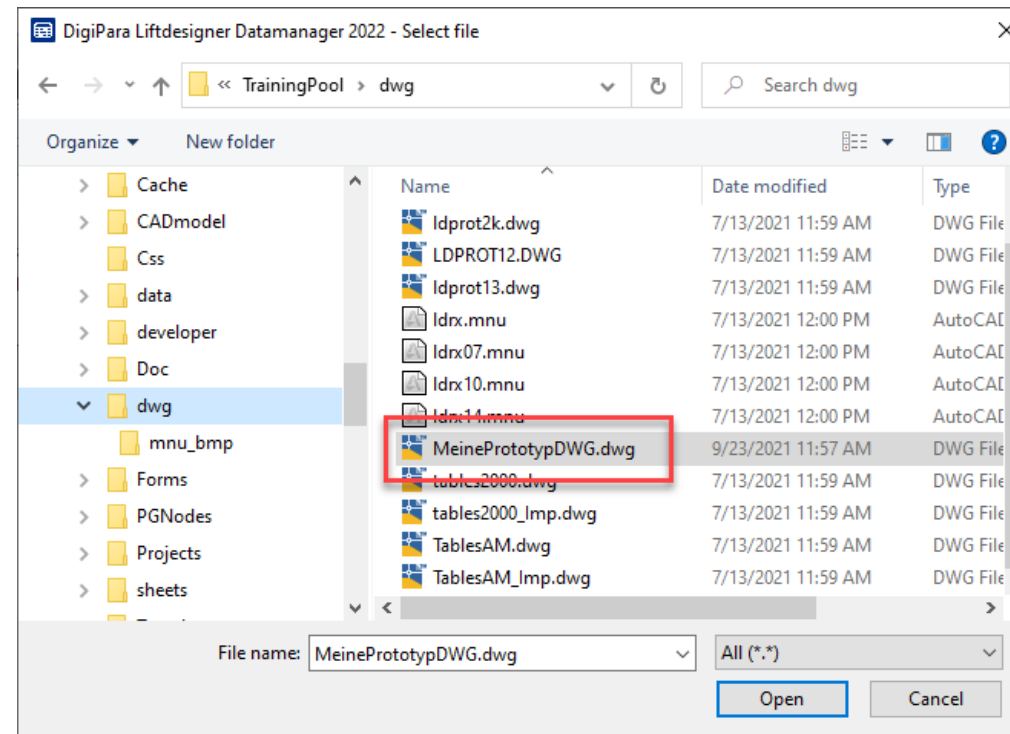 DigiPara Liftdesigner Datamanager 2022 - Select file
« TrainingPool > dwg
Search dwg
Organize
New folder
?
Cache
CADmodel
Css
data
developer
Doc
dwg
mnu_bmp
Forms
PGNodes
Projects
sheets
Name Date modified Type
ldprot2k.dwg 7/13/2021 11:59 AM DWG File
LDPROT12.DWG 7/13/2021 11:59 AM DWG File
ldprot13.dwg 7/13/2021 11:59 AM DWG File
ldrx.mnu 7/13/2021 12:00 PM AutoCAD
ldrx07.mnu 7/13/2021 12:00 PM AutoCAD
ldrx10.mnu 7/13/2021 12:00 PM AutoCAD
ldrx14.mnu 7/13/2021 12:00 PM AutoCAD
MeinePrototypDWG.dwg 9/23/2021 11:57 AM DWG File
tables2000.dwg 7/13/2021 11:59 AM DWG File
tables2000_Imp.dwg 7/13/2021 11:59 AM DWG File
TablesAM.dwg 7/13/2021 11:59 AM DWG File
TablesAM_Imp.dwg 7/13/2021 11:59 AM DWG File
File name: MeinePrototypDWG.dwg
All (*.*)
Open
Cancel